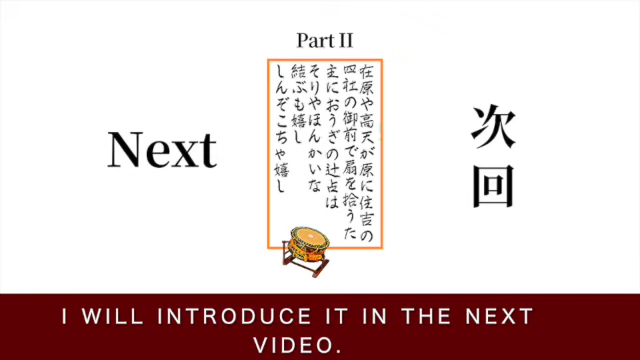 Part II
Next
在原や高天が原に住吉の
四社の御前で扇を拾うた
主におうぎの辻占は
そりやほんかいな
結ぶも嬉し
しんぞこちゃ嬉し
次回
I WILL INTRODUCE IT IN THE NEXT
VIDEO.